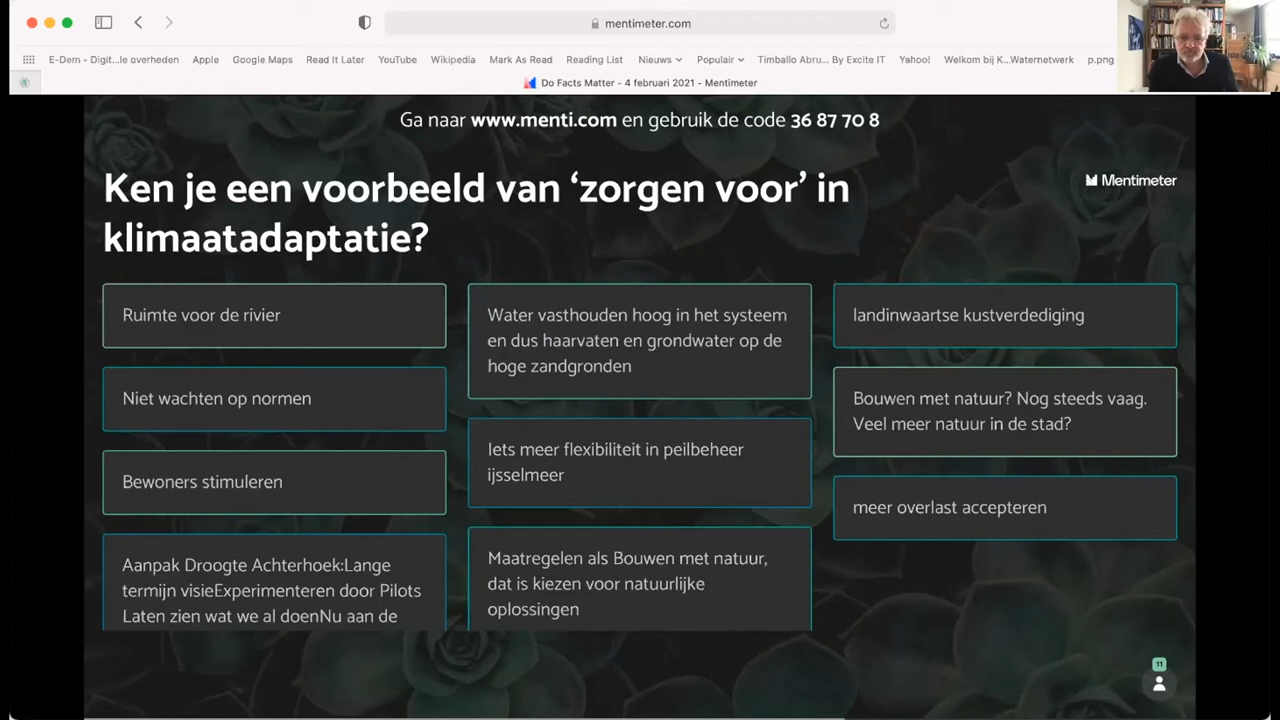 mentimeter.com
E-Dem - Digit...le overheden Apple Google Maps Read It Later YouTube Wikipedia Mark As Read Reading List Nieuws Populair Timballo Abru... By Excite IT Yahoo! Welkom bij K...Waternetwerk p.png
Do Facts Matter - 4 februari 2021 - Mentimeter
Ga naar www.menti.com en gebruik de code 36 87 70 8
Ken je een voorbeeld van ‘zorgen voor’ in
klimaatadaptatie?
Mentimeter
Ruimte voor de rivier
Niet wachten op normen
Bewoners stimuleren
Aanpak Droogte Achterhoek:Lange
termijn visieExperimenteren door Pilots
Laten zien wat we al doenNu aan de
Water vasthouden hoog in het systeem
en dus haarvaten en grondwater op de
hoge zandgronden
Iets meer flexibiliteit in peilbeheer
ijsselmeer
Maatregelen als Bouwen met natuur,
dat is kiezen voor natuurlijke
oplossingen
landinwaartse kustverdediging
Bouwen met natuur? Nog steeds vaag.
Veel meer natuur in de stad?
meer overlast accepteren
11